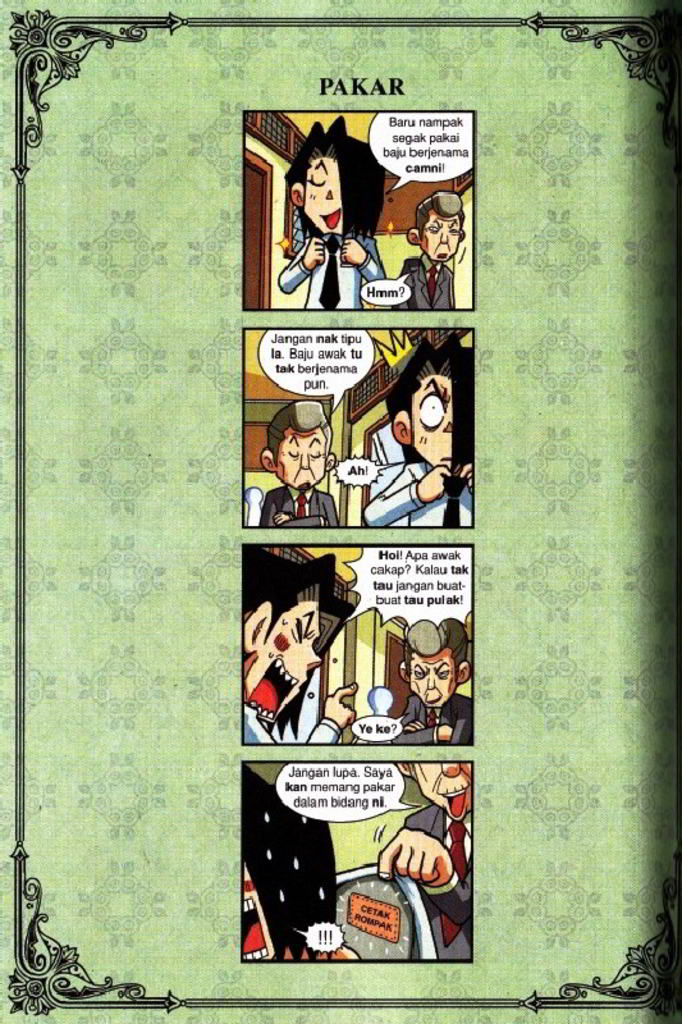 PAKAR
Baru nampak
segak pakai
baju berjenama
camni!
Hmm?
Jangan nak tipu
la. Baju awak tu
tak berjenama
pun.
Ah!
Hoi! Apa awak
cakap? Kalau tak
tau jangan buat-
buat tau pulak!
Ye ke?
Jangan lupa. Saya
kan memang pakar
dalam bidang ni.
CETAK
ROMPAK
!!!